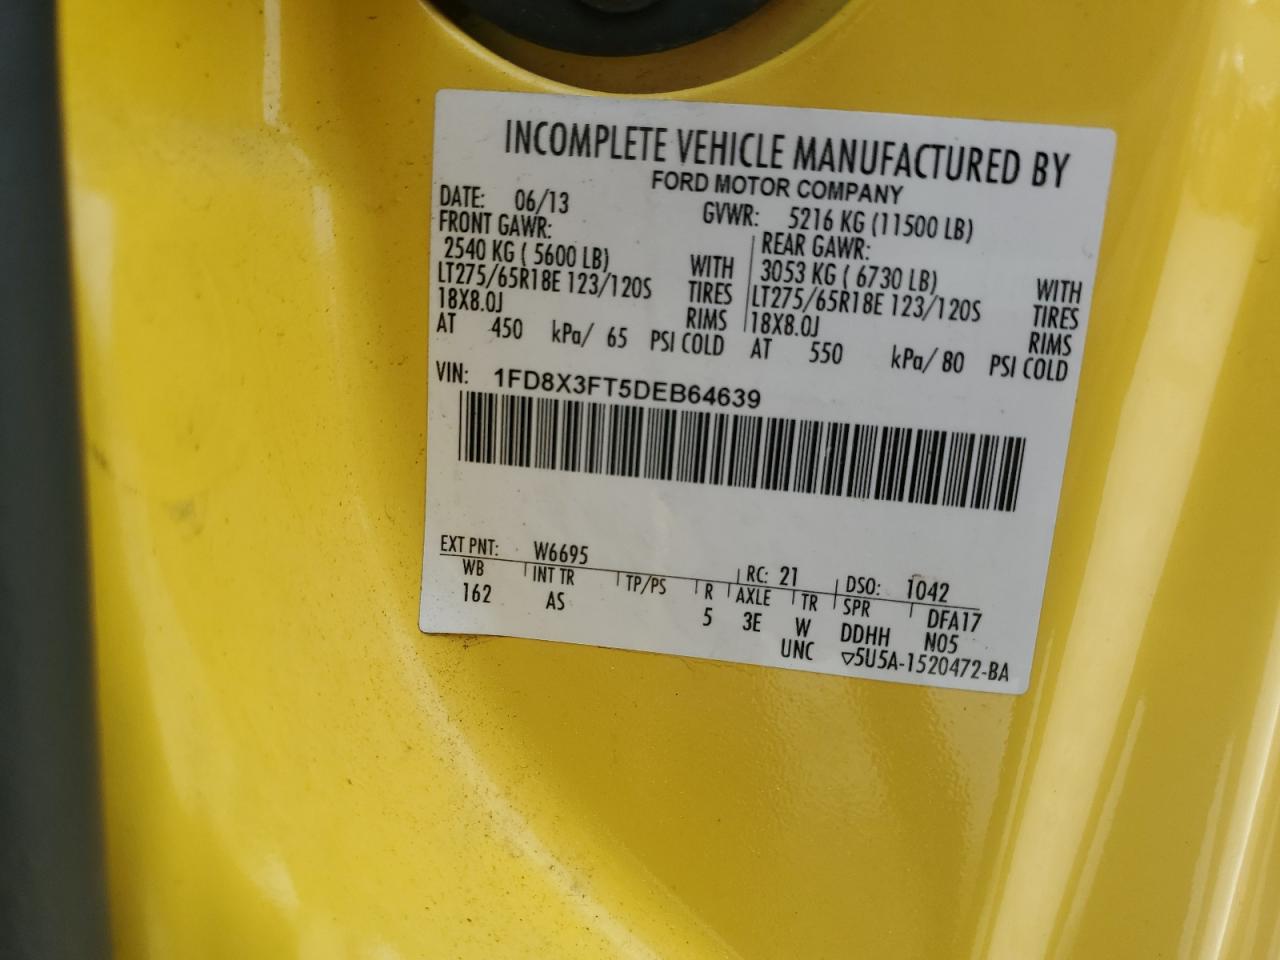 INCOMPLETE VEHICLE MANUFACTURED BY
FORD MOTOR COMPANY
DATE: 06/13 GVWR: 5216 KG (11500 LB)
FRONT GAWR: REAR GAWR:
2540 KG ( 5600 LB) WITH 3053 KG ( 6730 LB) WITH
LT275/65R18E 123/120S TIRES LT275/65R18E 123/120S TIRES
18X8.0J RIMS 18X8.0J RIMS
AT 450 kPa/ 65 PSI COLD AT 550 kPa/ 80 PSI COLD
VIN: 1FD8X3FT5DEB64639
EXT PNT: W6695 RC: 21 DSO: 1042
WB INT TR TP/PS R AXLE TR SPR DFA17
162 AS 5 3E W DDHH N05
UNC ▽5U5A-1520472-BA